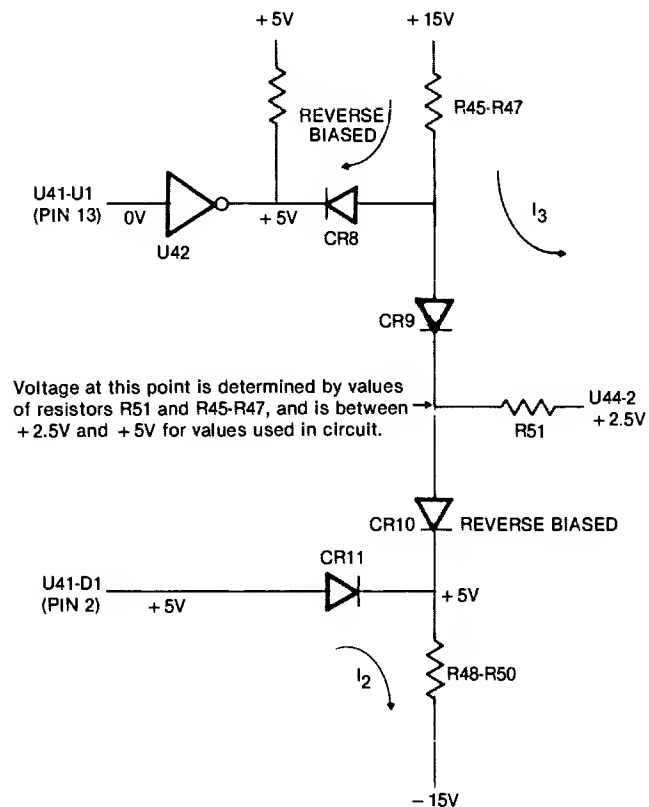 +5V
+15V
R45-R47
REVERSE
BIASED
U41-U1
(PIN 13)
0V
U42
+5V
CR8
I3
CR9
Voltage at this point is determined by values
of resistors R51 and R45-R47, and is between
+2.5V and +5V for values used in circuit.
U44-2
+2.5V
R51
CR10 REVERSE BIASED
CR11
U41-D1
(PIN 2)
+5V
+5V
I2
R48-R50
-15V